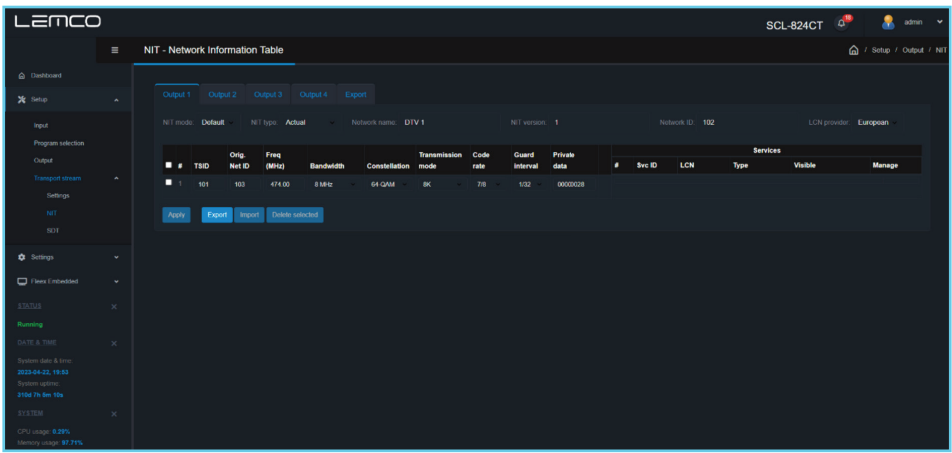 LEMCO
SCL-824CT
admin
NIT - Network Information Table
/ Setup / Output / NIT
Dashboard
Setup
Input
Program selection
Output
Transport stream
Settings
NIT
SDT
Settings
Fleex Embedded
STATUS
Running
DATE & TIME
System date & time
2023-04-22, 19:03
System uptime:
310d 7h 8m 10s
SYSTEM
CPU usage: 0.29%
Memory usage: 97.71%
Output 1 Output 2 Output 3 Output 4 Export
NIT mode: Default NIT type: Actual Network name: DTV 1 NIT version: 1 Network ID: 102 LCN provider: European
# TSID Orig. Net ID Freq (MHz) Bandwidth Constellation Transmission mode Code rate Guard interval Private data
Services
# Svc ID LCN Type Visible Manage
1 101 103 474.00 8 MHz 64-QAM 8K 7/8 1/32 00000028
Apply Export Import Delete selected